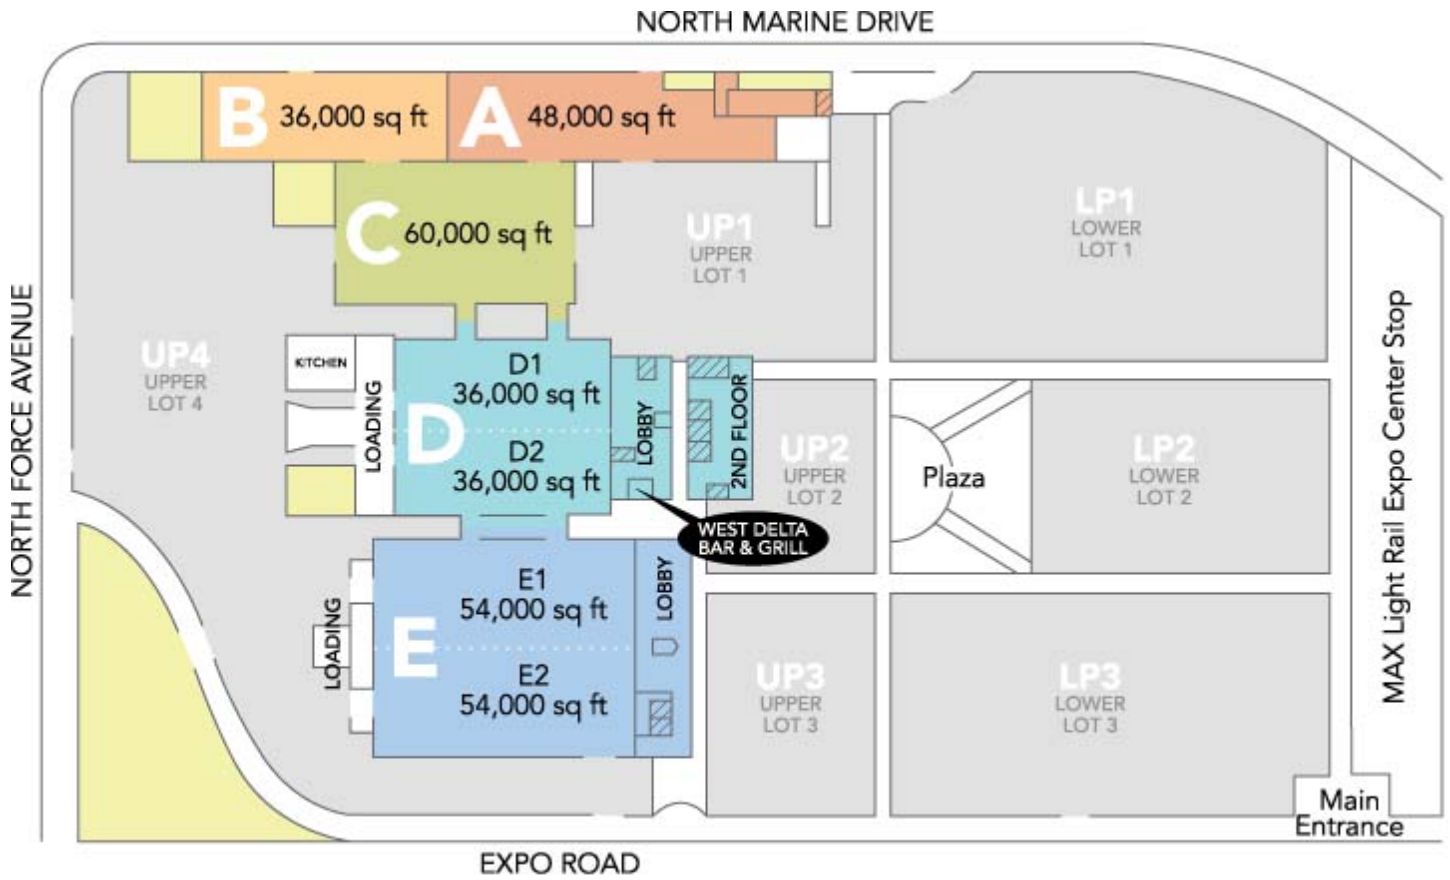 NORTH MARINE DRIVE
B 36,000 sq ft
A 48,000 sq ft
C 60,000 sq ft
UP1
UPPER
LOT 1
LP1
LOWER
LOT 1
NORTH FORCE AVENUE
UP4
UPPER
LOT 4
KITCHEN
LOADING
D
D1
36,000 sq ft
D2
36,000 sq ft
LOBBY
2ND FLOOR
WEST DELTA
BAR & GRILL
UP2
UPPER
LOT 2
Plaza
LP2
LOWER
LOT 2
MAX Light Rail Expo Center Stop
LOADING
E
E1
54,000 sq ft
E2
54,000 sq ft
LOBBY
UP3
UPPER
LOT 3
LP3
LOWER
LOT 3
Main
Entrance
EXPO ROAD